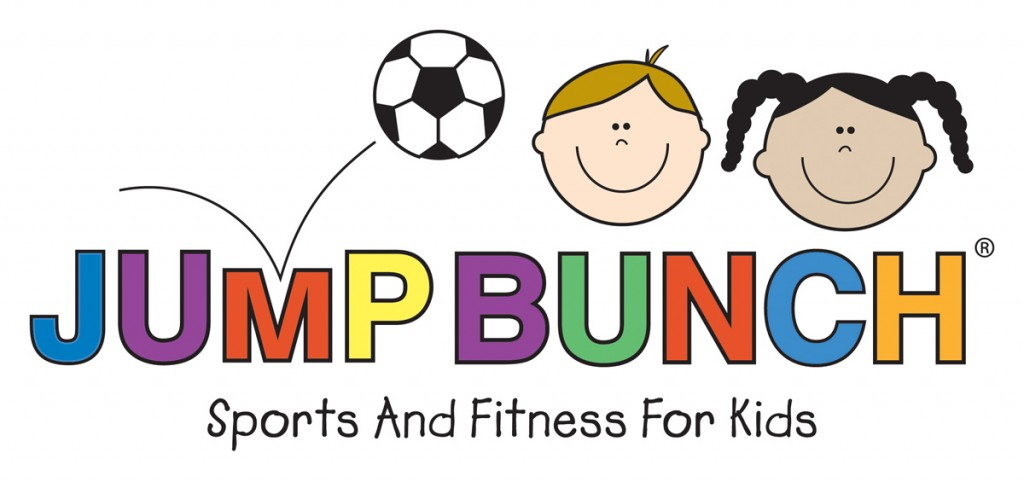 JUMP BUNCH®
Sports And Fitness For Kids